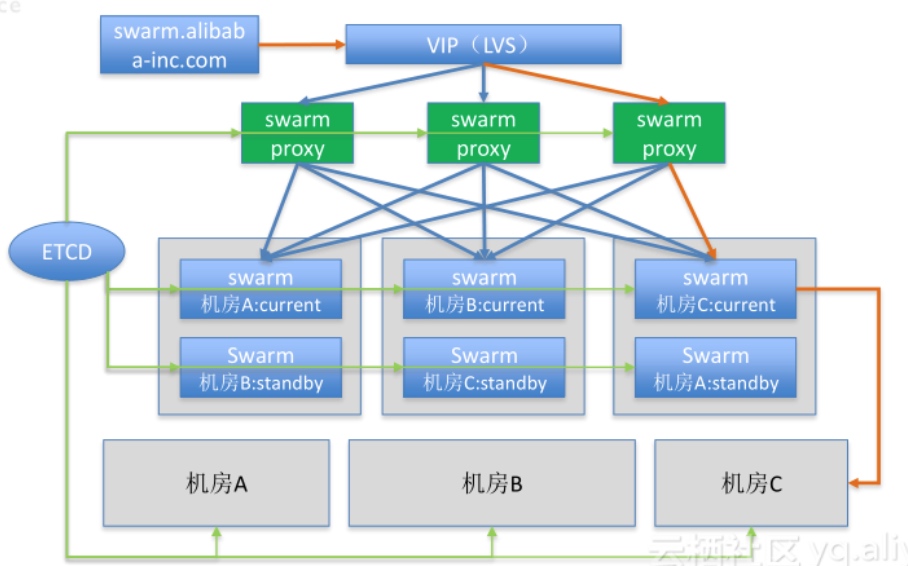 ce
swarm.alibab
a-inc.com
VIP（LVS）
swarm
proxy
swarm
proxy
swarm
proxy
ETCD
swarm
机房A:current
swarm
机房B:current
swarm
机房C:current
Swarm
机房B:standby
Swarm
机房C:standby
Swarm
机房A:standby
机房A
机房B
机房C
云栖社区 yq.aliy